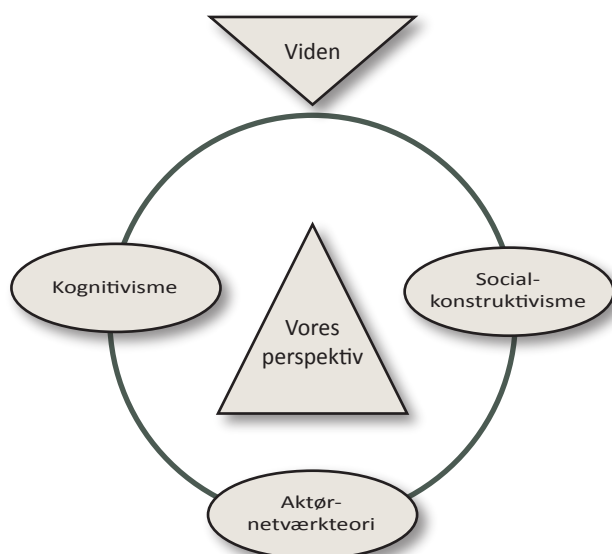 Viden
Kognitivisme
Social-
konstruktivisme
Vores
perspektiv
Aktør-
netværkteori